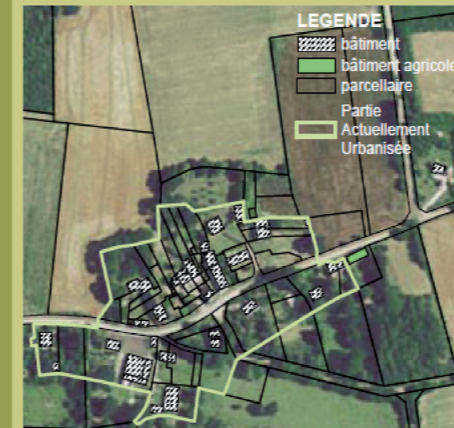 LEGENDE
bâtiment
bâtiment agricole
parcellaire
Partie
Actuellement
Urbanisée